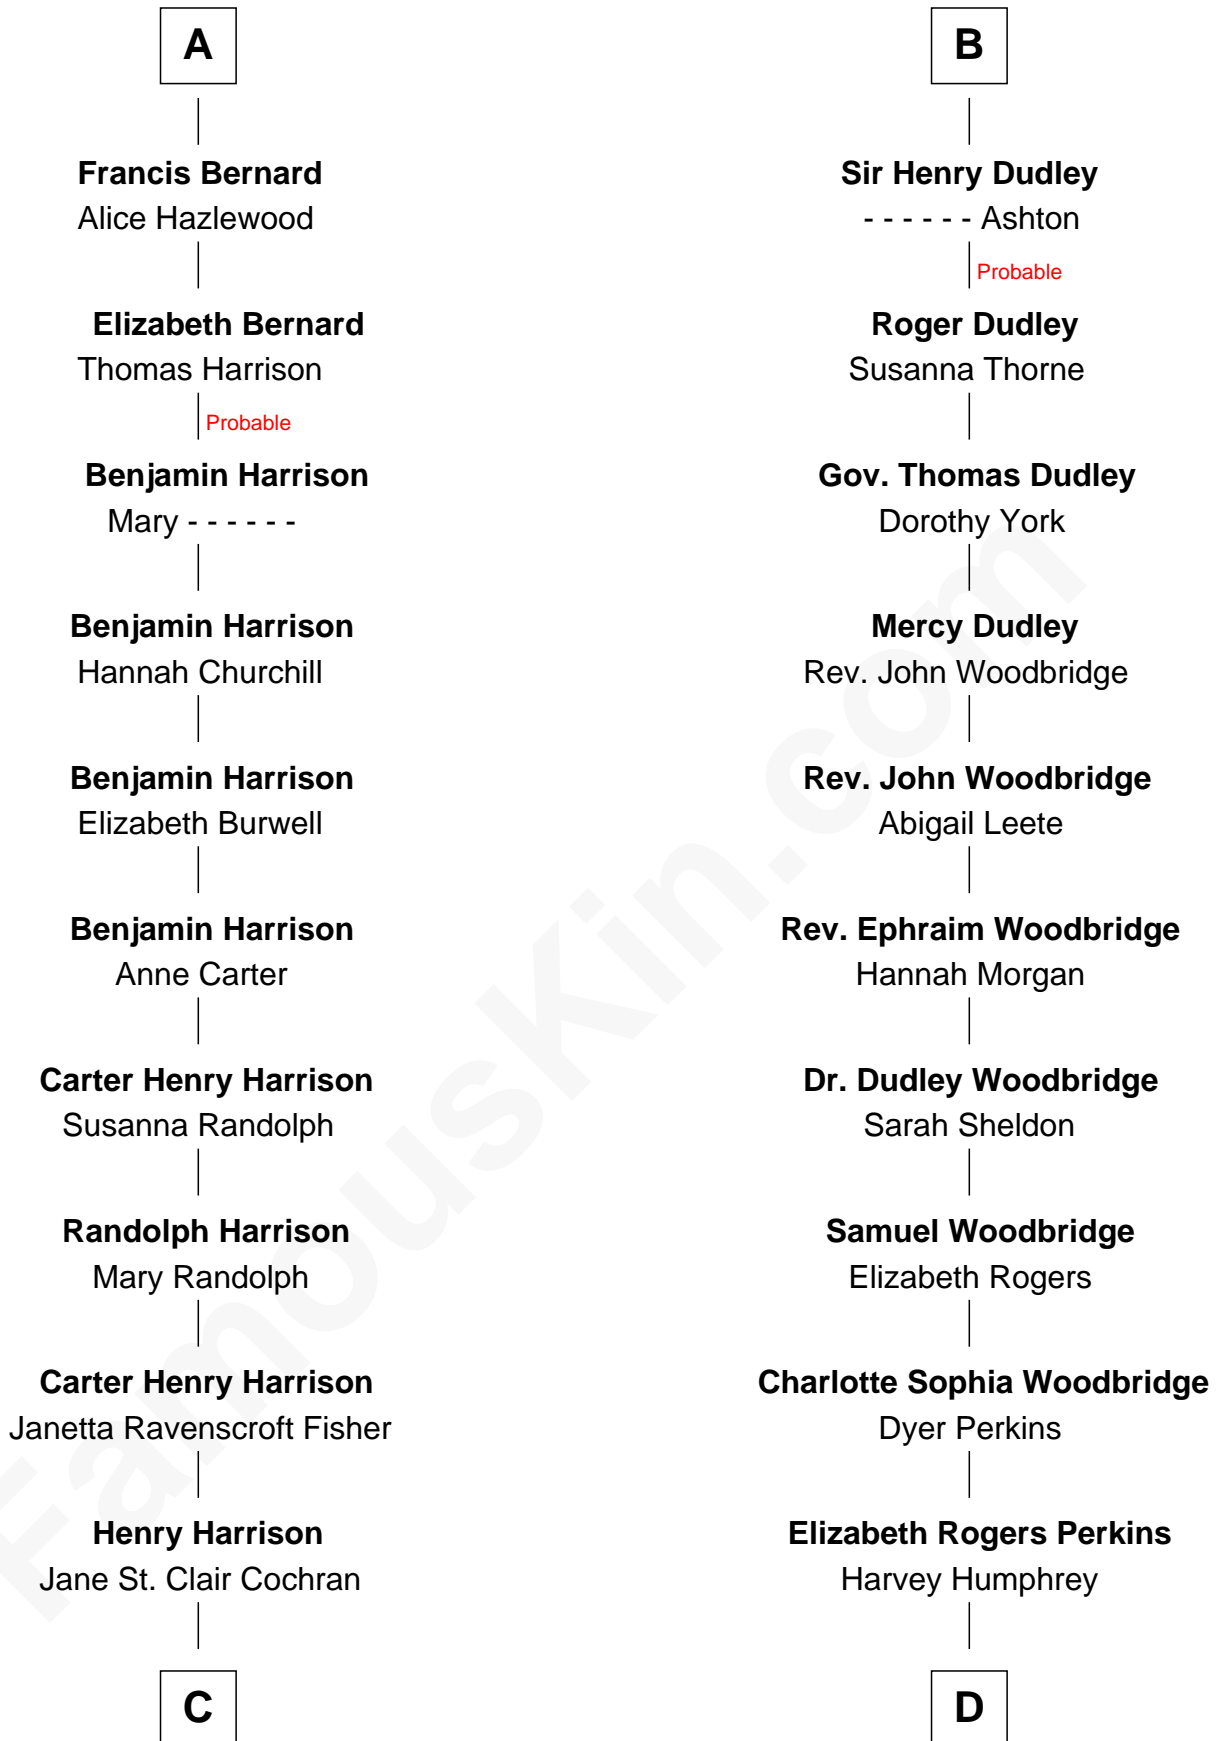 A
Francis Bernard
Alice Hazlewood
Elizabeth Bernard
Thomas Harrison
Probable
Benjamin Harrison
Mary - - - - - -
Benjamin Harrison
Hannah Churchill
Benjamin Harrison
Elizabeth Burwell
Benjamin Harrison
Anne Carter
Carter Henry Harrison
Susanna Randolph
Randolph Harrison
Mary Randolph
Carter Henry Harrison
Janetta Ravenscroft Fisher
Henry Harrison
Jane St. Clair Cochran
C
B
Sir Henry Dudley
- - - - - - Ashton
Probable
Roger Dudley
Susanna Thorne
Gov. Thomas Dudley
Dorothy York
Mercy Dudley
Rev. John Woodbridge
Rev. John Woodbridge
Abigail Leete
Rev. Ephraim Woodbridge
Hannah Morgan
Dr. Dudley Woodbridge
Sarah Sheldon
Samuel Woodbridge
Elizabeth Rogers
Charlotte Sophia Woodbridge
Dyer Perkins
Elizabeth Rogers Perkins
Harvey Humphrey
D
FamousKin.com